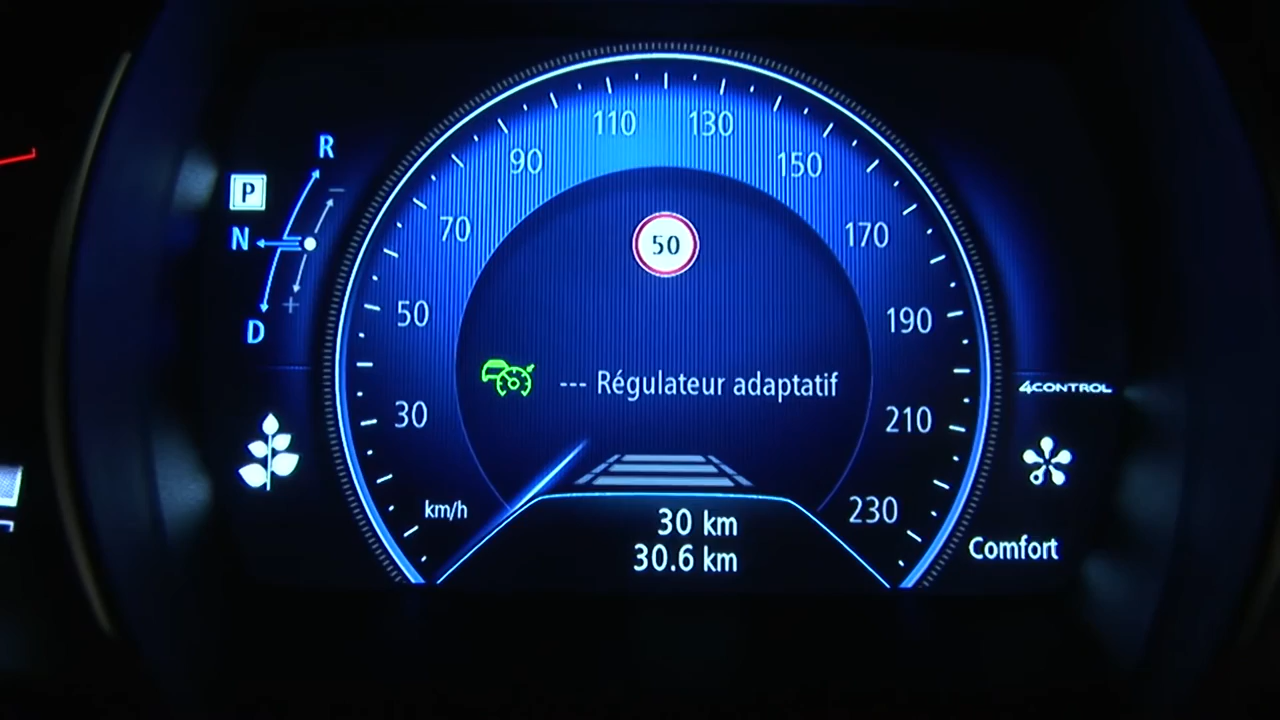 R
P
−
N
+
D
110 130
90 150
70 170
50 190
30 210
km/h 230
50
--- Régulateur adaptatif
30 km
30.6 km
4CONTROL
Comfort